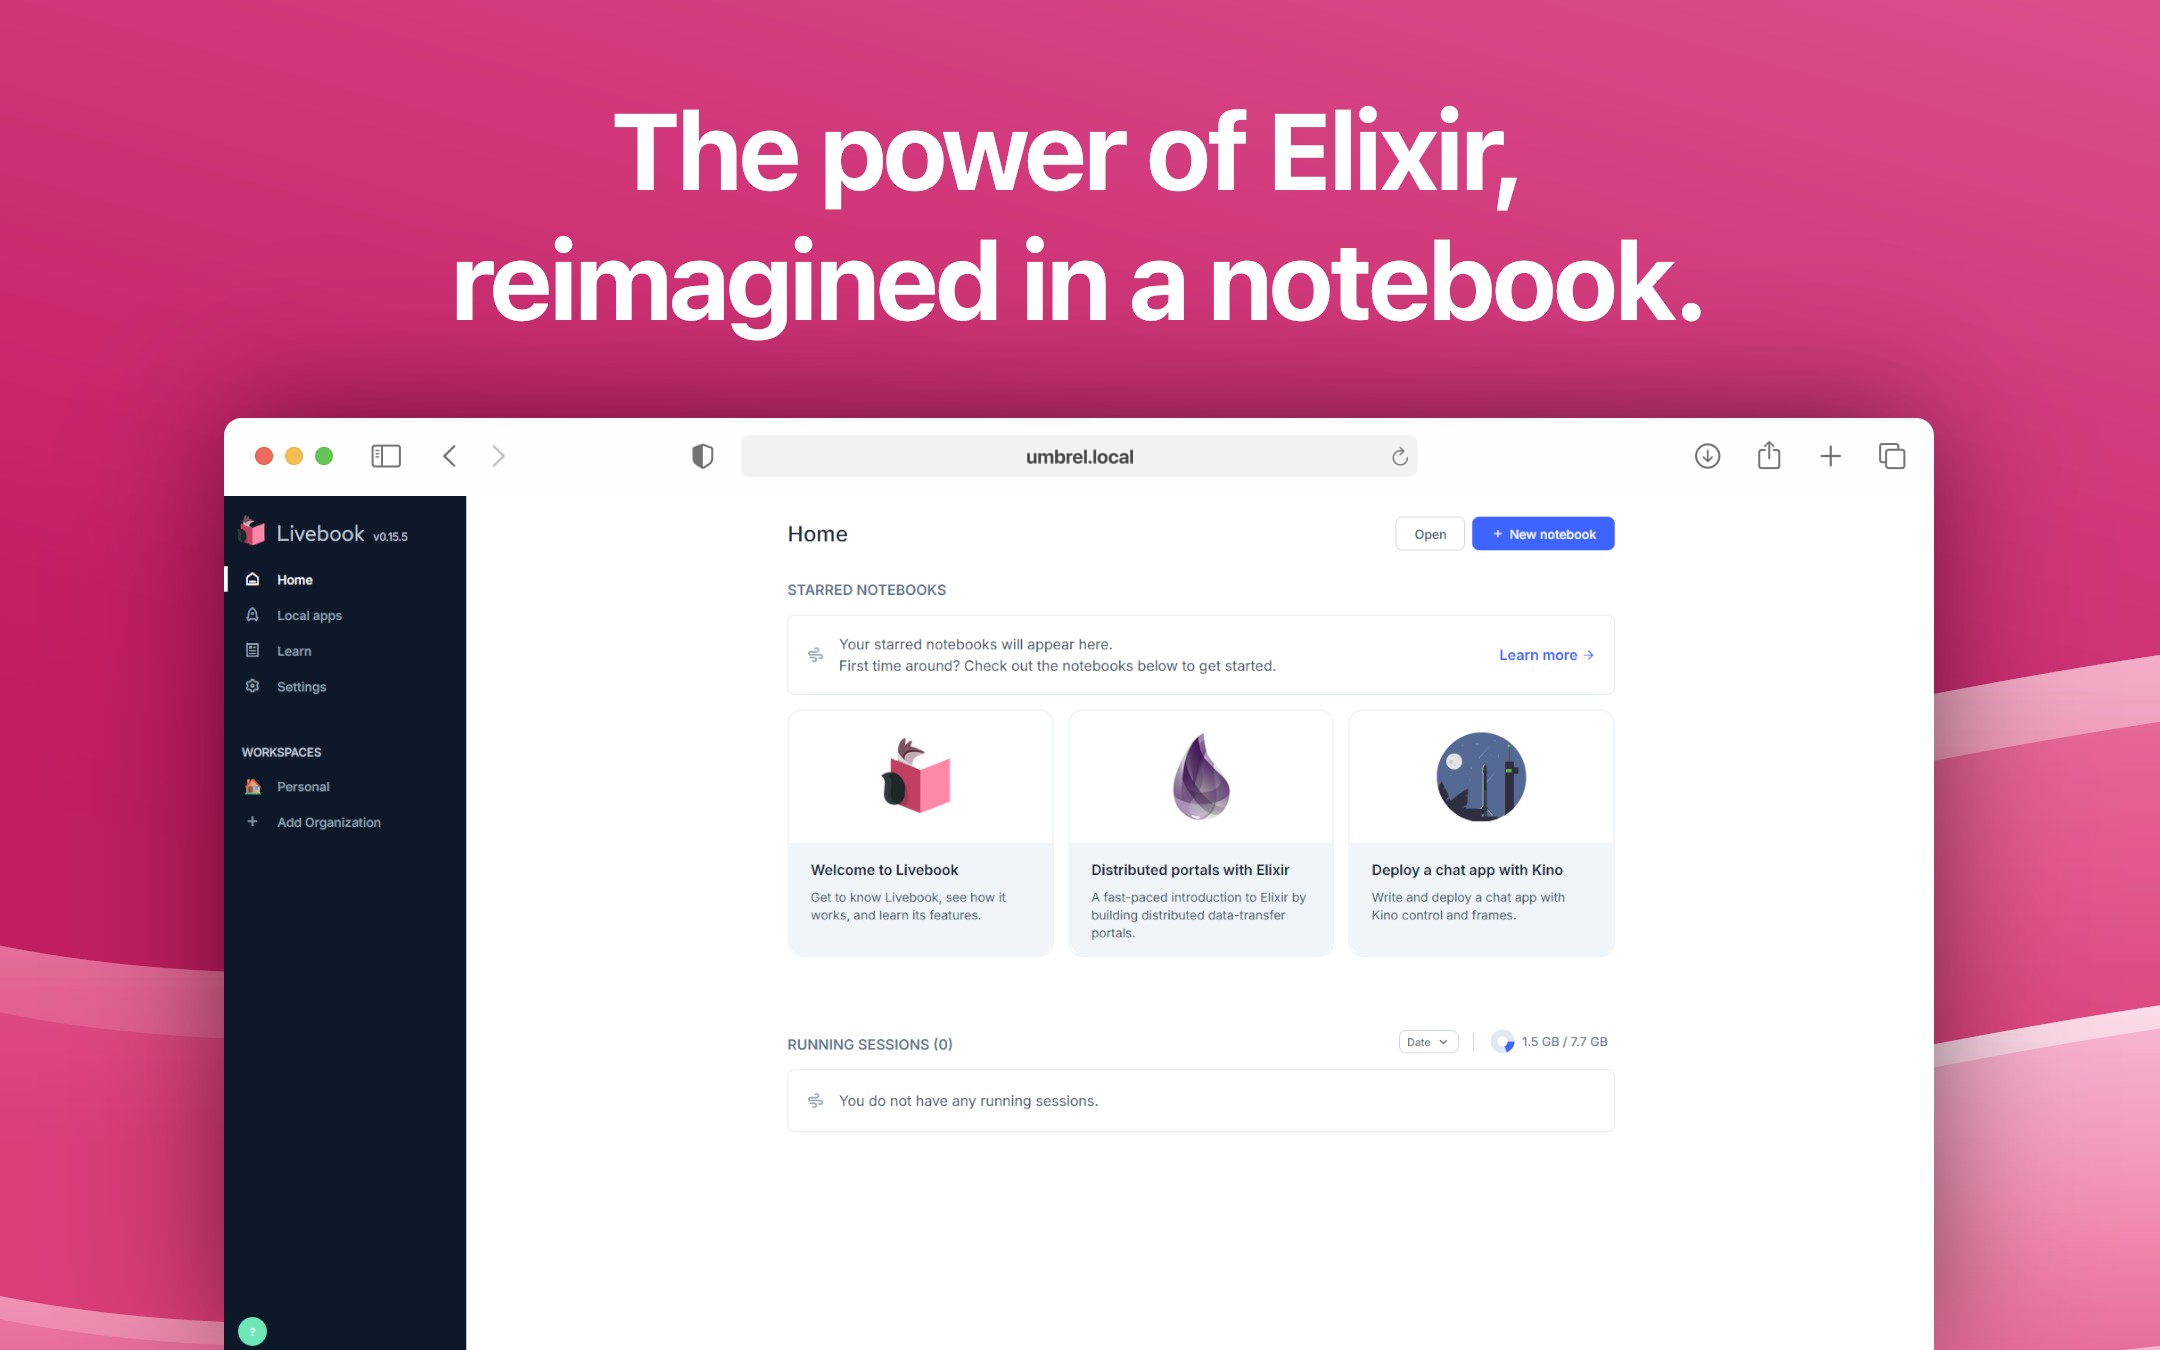 The power of Elixir,
reimagined in a notebook.
umbrel.local
Livebook v0.15.5
Home
Local apps
Learn
Settings
WORKSPACES
Personal
+ Add Organization
?
Home
Open
+ New notebook
STARRED NOTEBOOKS
Your starred notebooks will appear here.
First time around? Check out the notebooks below to get started.
Learn more →
Welcome to Livebook
Get to know Livebook, see how it
works, and learn its features.
Distributed portals with Elixir
A fast-paced introduction to Elixir by
building distributed data-transfer
portals.
Deploy a chat app with Kino
Write and deploy a chat app with
Kino control and frames.
RUNNING SESSIONS (0)
Date
1.5 GB / 7.7 GB
You do not have any running sessions.